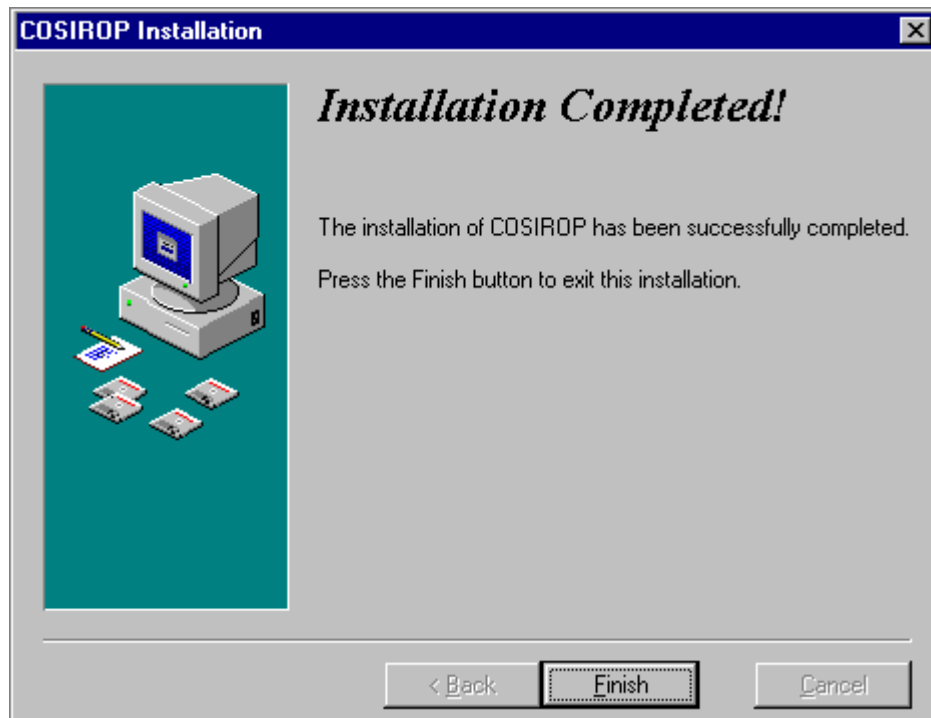 COSIROP Installation
Installation Completed!
The installation of COSIROP has been successfully completed.
Press the Finish button to exit this installation.
< Back
Finish
Cancel